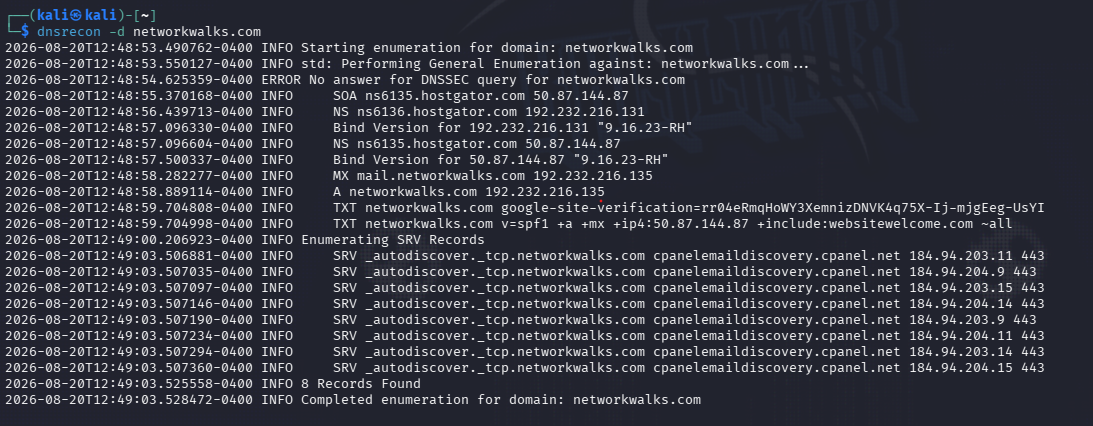 ┌──(kali㉿kali)-[~]
└─$ dnsrecon -d networkwalks.com
2026-08-20T12:48:53.490762-0400 INFO Starting enumeration for domain: networkwalks.com
2026-08-20T12:48:53.550127-0400 INFO std: Performing General Enumeration against: networkwalks.com...
2026-08-20T12:48:54.625359-0400 ERROR No answer for DNSSEC query for networkwalks.com
2026-08-20T12:48:55.370168-0400 INFO     SOA ns6135.hostgator.com 50.87.144.87
2026-08-20T12:48:56.439713-0400 INFO     NS ns6136.hostgator.com 192.232.216.131
2026-08-20T12:48:57.096330-0400 INFO     Bind Version for 192.232.216.131 "9.16.23-RH"
2026-08-20T12:48:57.096604-0400 INFO     NS ns6135.hostgator.com 50.87.144.87
2026-08-20T12:48:57.500337-0400 INFO     Bind Version for 50.87.144.87 "9.16.23-RH"
2026-08-20T12:48:58.282277-0400 INFO     MX mail.networkwalks.com 192.232.216.135
2026-08-20T12:48:58.889114-0400 INFO     A networkwalks.com 192.232.216.135
2026-08-20T12:48:59.704808-0400 INFO     TXT networkwalks.com google-site-verification=rr04eRmqHoWY3XemnizDNVK4q75X-Ij-mjgEeg-UsYI
2026-08-20T12:48:59.704998-0400 INFO     TXT networkwalks.com v=spf1 +a +mx +ip4:50.87.144.87 +include:websitewelcome.com ~all
2026-08-20T12:49:00.206923-0400 INFO Enumerating SRV Records
2026-08-20T12:49:03.506881-0400 INFO     SRV _autodiscover._tcp.networkwalks.com cpanelemaildiscovery.cpanel.net 184.94.203.11 443
2026-08-20T12:49:03.507035-0400 INFO     SRV _autodiscover._tcp.networkwalks.com cpanelemaildiscovery.cpanel.net 184.94.204.9 443
2026-08-20T12:49:03.507097-0400 INFO     SRV _autodiscover._tcp.networkwalks.com cpanelemaildiscovery.cpanel.net 184.94.203.15 443
2026-08-20T12:49:03.507146-0400 INFO     SRV _autodiscover._tcp.networkwalks.com cpanelemaildiscovery.cpanel.net 184.94.204.14 443
2026-08-20T12:49:03.507190-0400 INFO     SRV _autodiscover._tcp.networkwalks.com cpanelemaildiscovery.cpanel.net 184.94.203.9 443
2026-08-20T12:49:03.507234-0400 INFO     SRV _autodiscover._tcp.networkwalks.com cpanelemaildiscovery.cpanel.net 184.94.204.11 443
2026-08-20T12:49:03.507294-0400 INFO     SRV _autodiscover._tcp.networkwalks.com cpanelemaildiscovery.cpanel.net 184.94.203.14 443
2026-08-20T12:49:03.507360-0400 INFO     SRV _autodiscover._tcp.networkwalks.com cpanelemaildiscovery.cpanel.net 184.94.204.15 443
2026-08-20T12:49:03.525558-0400 INFO 8 Records Found
2026-08-20T12:49:03.528472-0400 INFO Completed enumeration for domain: networkwalks.com